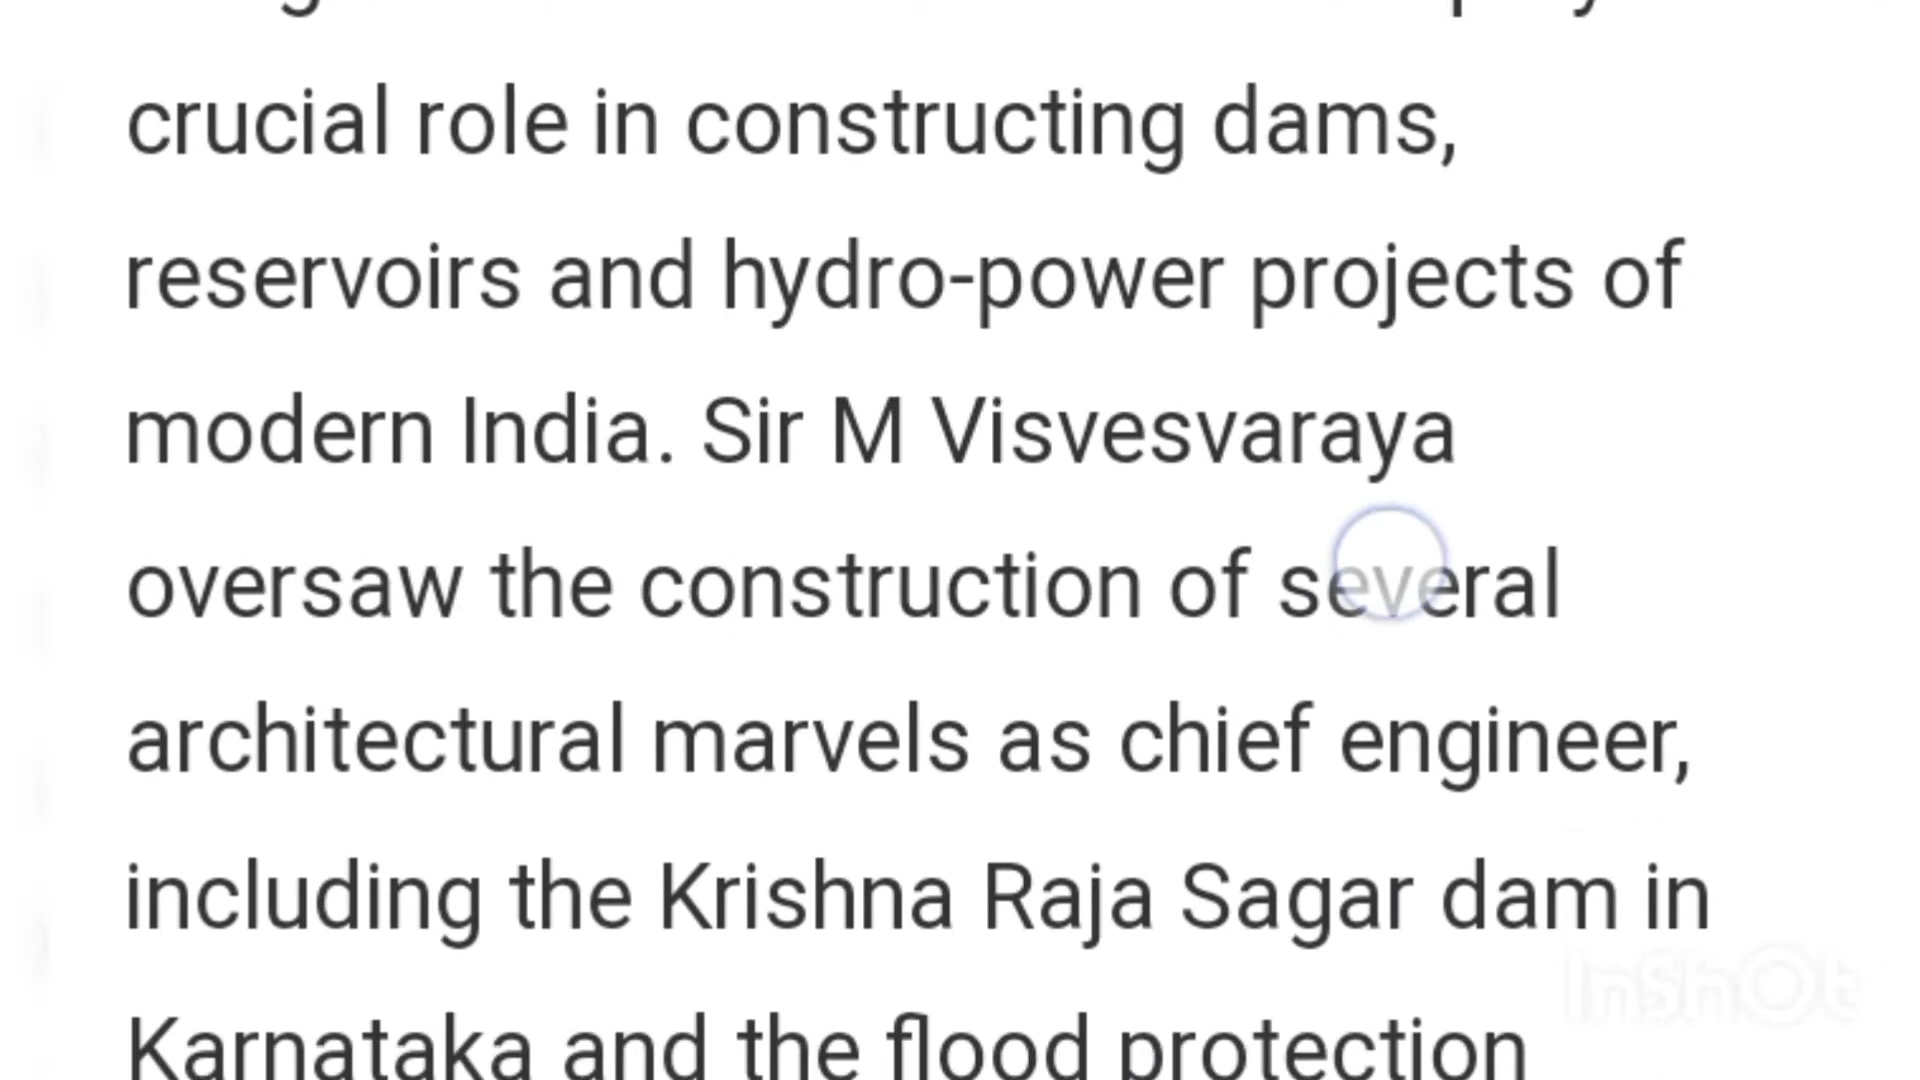 crucial role in constructing dams,
reservoirs and hydro-power projects of
modern India. Sir M Visvesvaraya
oversaw the construction of several
architectural marvels as chief engineer,
including the Krishna Raja Sagar dam in
InShOt
Karnataka and the flood protection